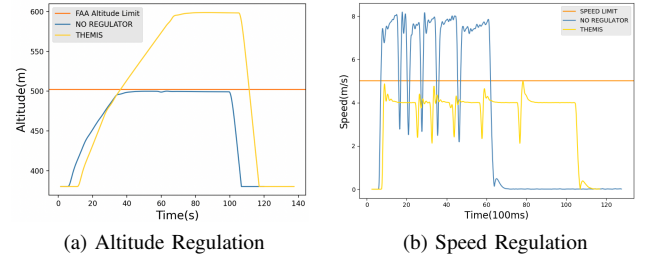 FAA Altitude Limit
NO REGULATOR
THEMIS
600
550
500
450
400
Altitude(m)
0 20 40 60 80 100 120 140
Time(s)
(a) Altitude Regulation
SPEED LIMIT
NO REGULATOR
THEMIS
8
6
4
2
0
Speed(m/s)
0 20 40 60 80 100 120
Time(100ms)
(b) Speed Regulation